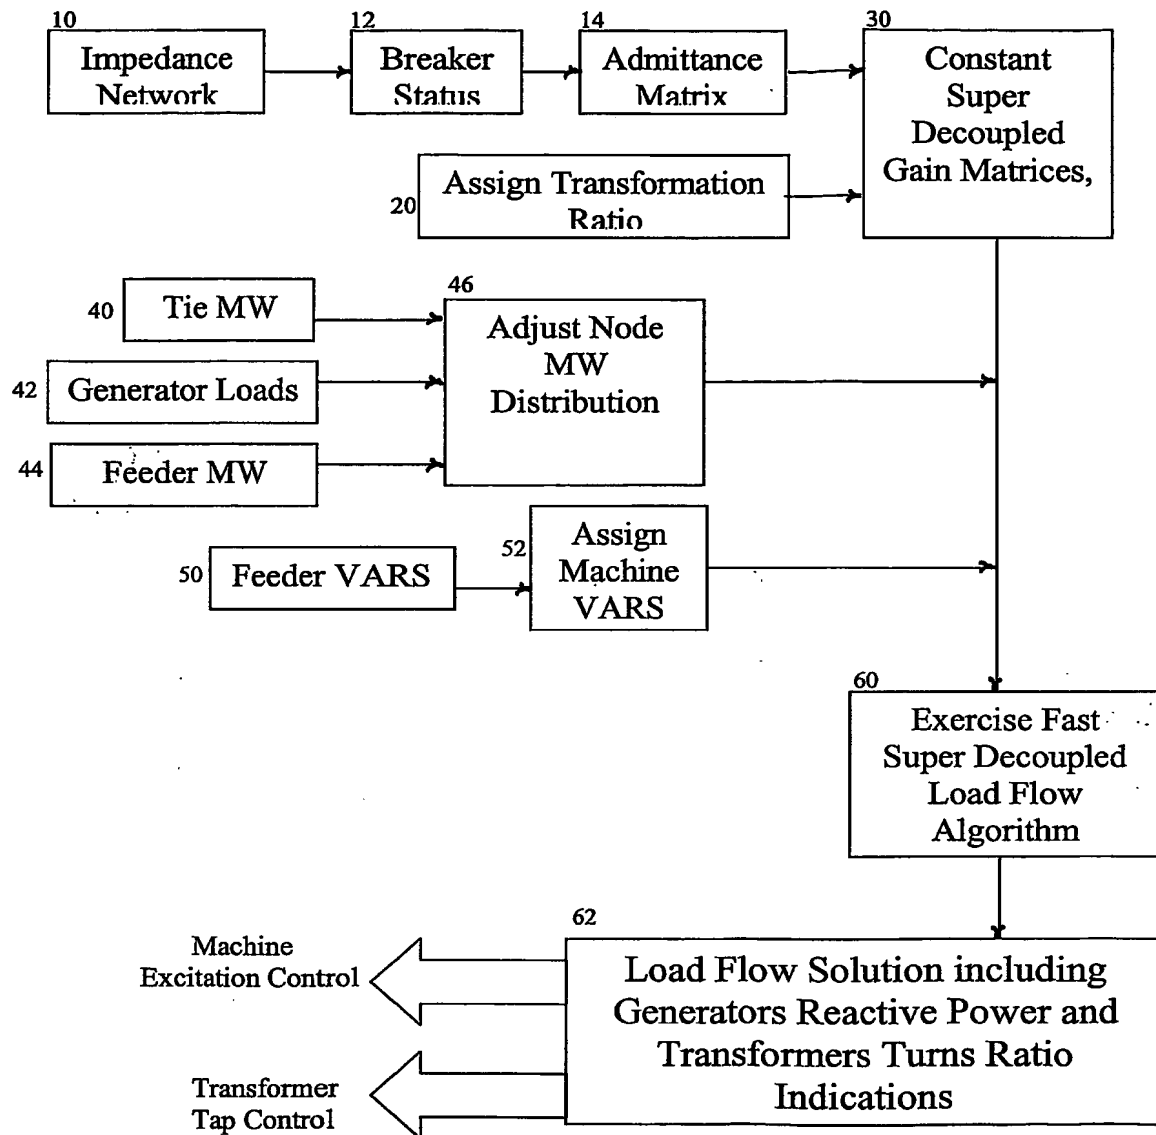 10
Impedance
Network
12
Breaker
Status
14
Admittance
Matrix
30
Constant
Super
Decoupled
Gain Matrices,
20
Assign Transformation
Ratio
40
Tie MW
42
Generator Loads
44
Feeder MW
46
Adjust Node
MW
Distribution
50
Feeder VARS
52
Assign
Machine
VARS
60
Exercise Fast
Super Decoupled
Load Flow
Algorithm
62
Load Flow Solution including
Generators Reactive Power and
Transformers Turns Ratio
Indications
Machine
Excitation Control
Transformer
Tap Control